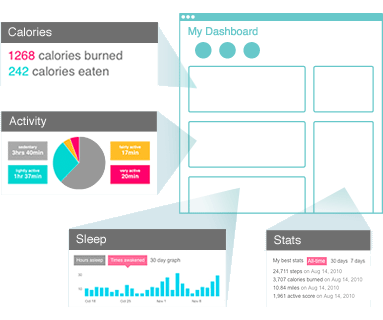 Calories
1268 calories burned
242 calories eaten
My Dashboard
Activity
sedentary
3hrs 40min
fairly active
17min
lightly active
1hr 37min
very active
20min
Sleep
Hours asleep Times awakened 30 day graph
Oct 19 Oct 26 Nov 2 Nov 8
Stats
My best stats All-time 30 days 7 days
24,711 steps on Aug 14, 2010
3,707 calories burned on Aug 14, 2010
10.84 miles on Aug 14, 2010
1,961 active score on Aug 14, 2010